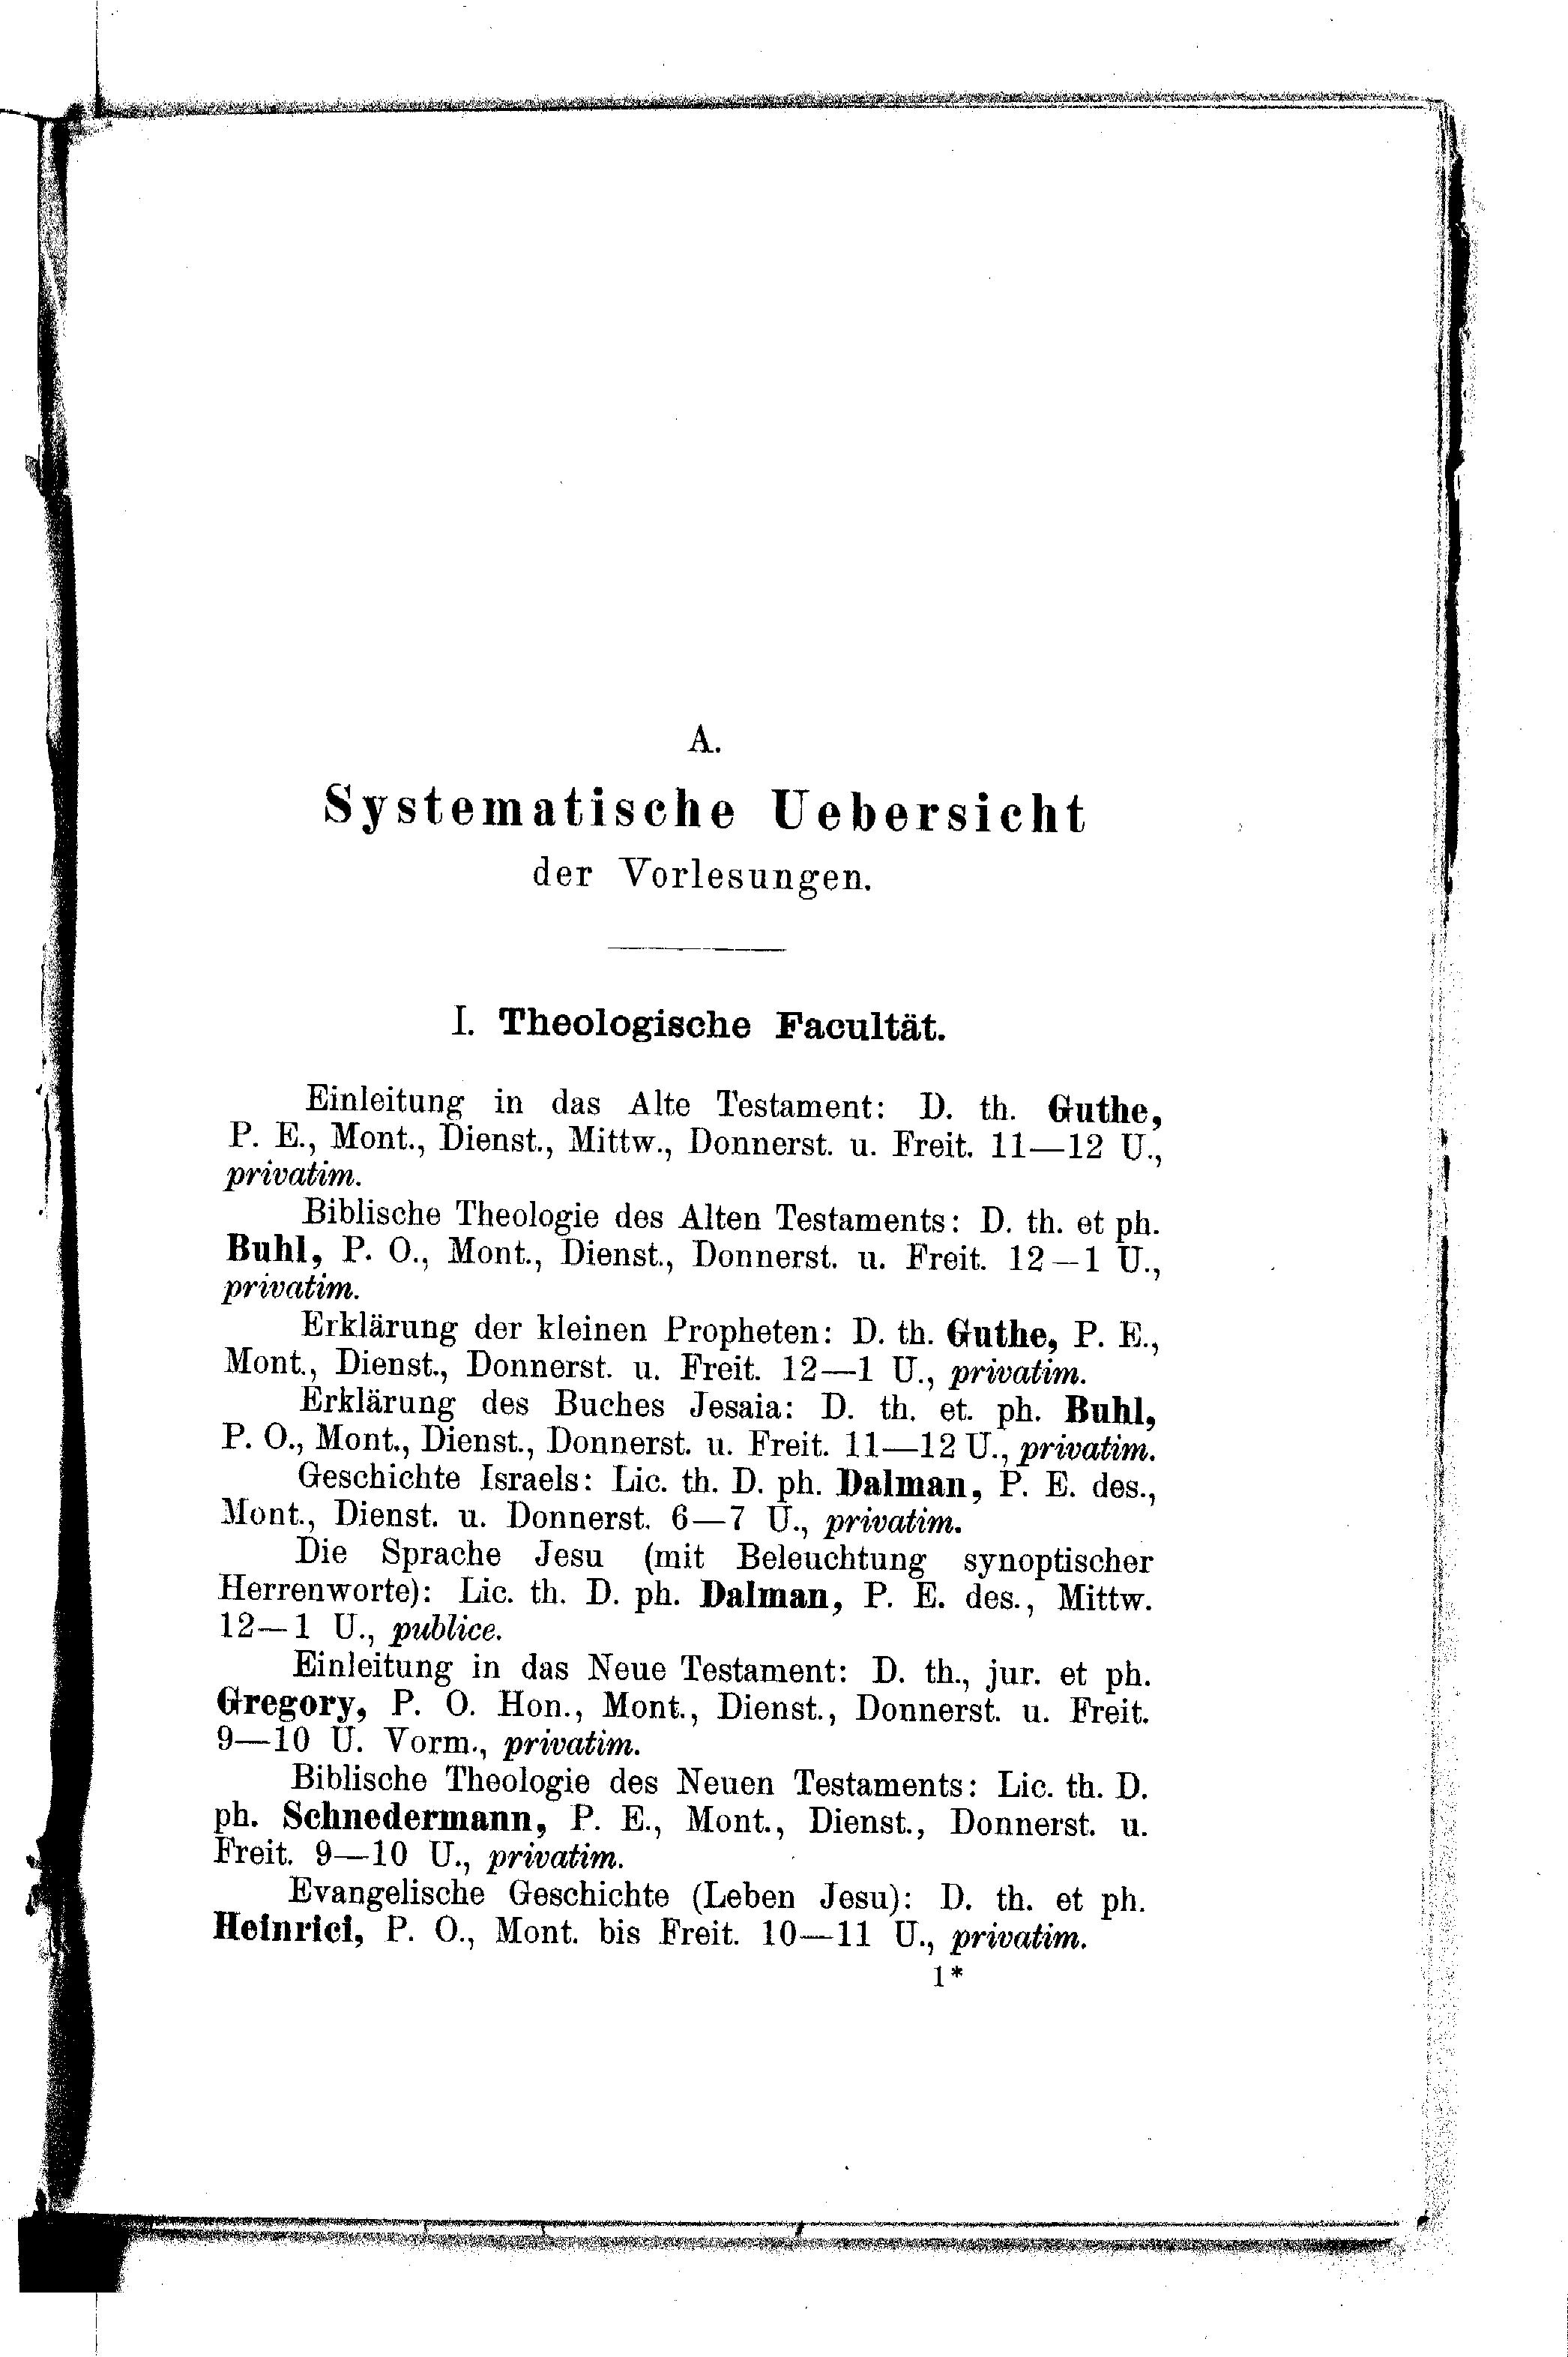 A.
Systematische Uebersicht
der Vorlesungen.
I. Theologische Facultät.
Einleitung in das Alte Testament: D. th. Guthe,
P. E., Mont., Dienst., Mittw., Donnerst. u. Freit. 11—12 U.,
privatim.
Biblische Theologie des Alten Testaments: D. th. et ph.
Buhl, P. O., Mont., Dienst., Donnerst. u. Freit. 12—1 U.,
privatim.
Erklärung der kleinen Propheten: D. th. Guthe, P. E.,
Mont., Dienst., Donnerst. u. Freit. 12—1 U., privatim.
Erklärung des Buches Jesaia: D. th. et. ph. Buhl,
P. O., Mont., Dienst., Donnerst. u. Freit. 11—12 U., privatim.
Geschichte Israels: Lic. th. D. ph. Dalman, P. E. des.,
Mont., Dienst. u. Donnerst. 6—7 U., privatim.
Die Sprache Jesu (mit Beleuchtung synoptischer
Herrenworte): Lic. th. D. ph. Dalman, P. E. des., Mittw.
12—1 U., publice.
Einleitung in das Neue Testament: D. th., jur. et ph.
Gregory, P. O. Hon., Mont., Dienst., Donnerst. u. Freit.
9—10 U. Vorm., privatim.
Biblische Theologie des Neuen Testaments: Lic. th. D.
ph. Schnedermann, P. E., Mont., Dienst., Donnerst. u.
Freit. 9—10 U., privatim.
Evangelische Geschichte (Leben Jesu): D. th. et ph.
Heinrici, P. O., Mont. bis Freit. 10—11 U., privatim.
1*